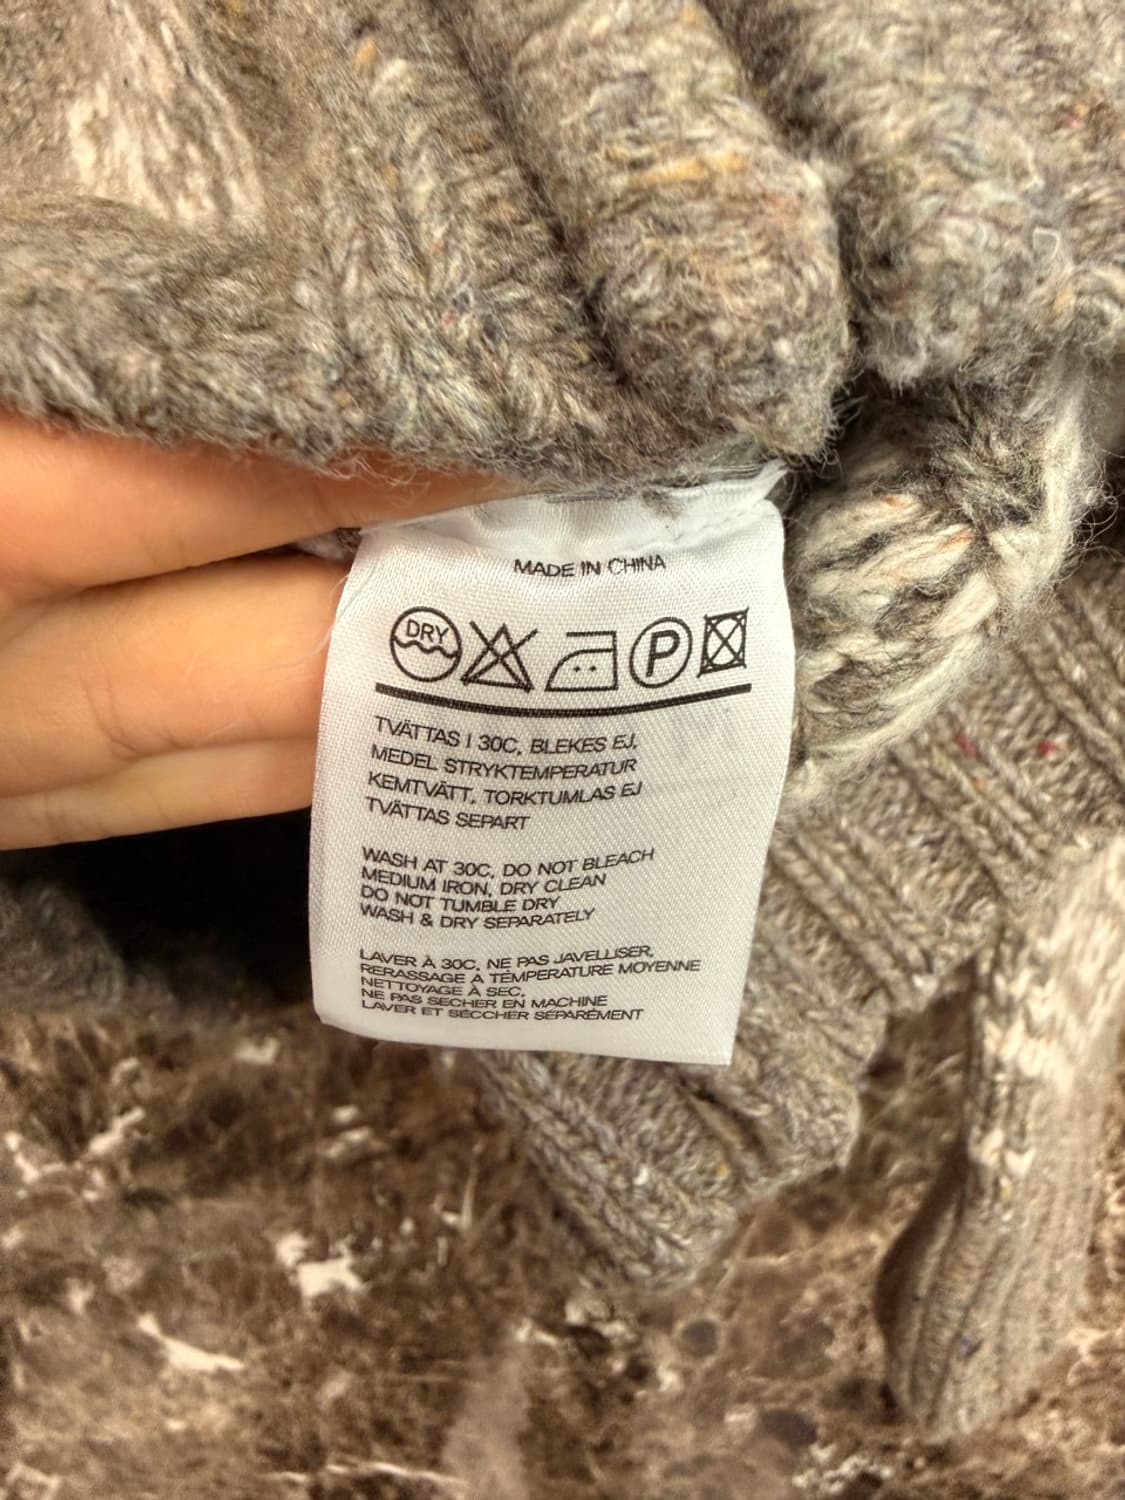 MADE IN CHINA
DRY P
TVÄTTAS I 30C, BLEKES EJ,
MEDEL STRYKTEMPERATUR
KEMTVÄTT, TORKTUMLAS EJ
TVÄTTAS SEPART
WASH AT 30C, DO NOT BLEACH
MEDIUM IRON, DRY CLEAN
DO NOT TUMBLE DRY
WASH & DRY SEPARATELY
LAVER À 30C, NE PAS JAVELLISER,
RERASSAGE A TÉMPERATURE MOYENNE
NETTOYAGE À SEC,
NE PAS SECHER EN MACHINE
LAVER ET SÉCCHER SÉPARÉMENT